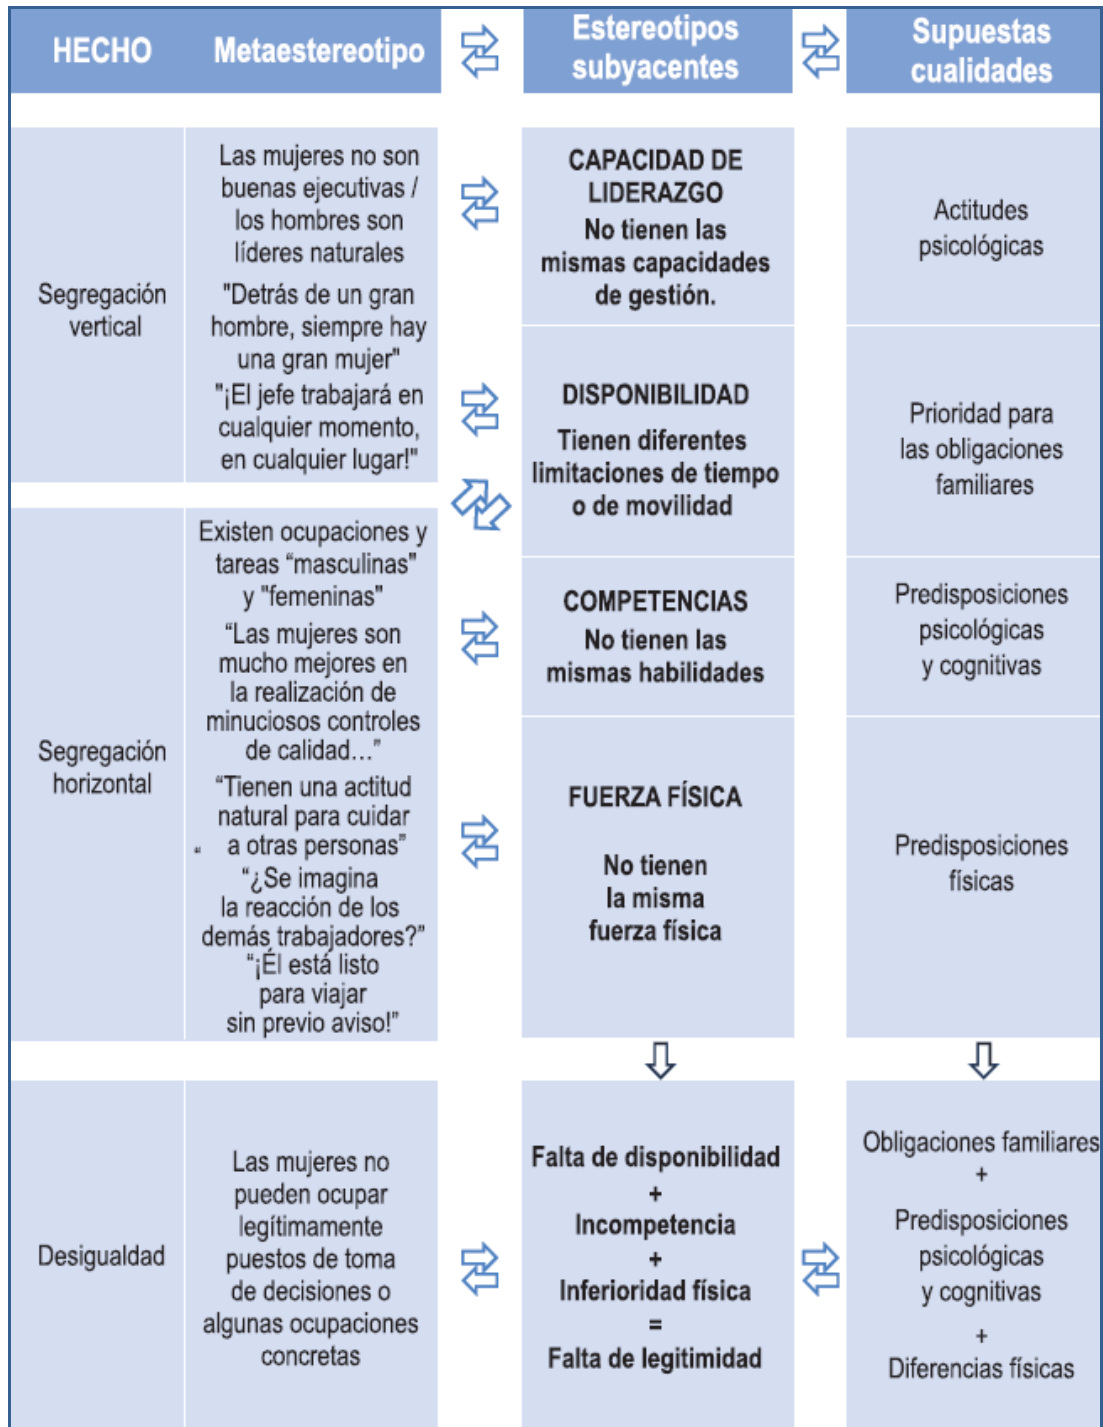 HECHO
Metaestereotipo
Estereotipos
subyacentes
Supuestas
cualidades
Segregación
vertical
Las mujeres no son
buenas ejecutivas /
los hombres son
líderes naturales
"Detrás de un gran
hombre, siempre hay
una gran mujer"
"¡El jefe trabajará en
cualquier momento,
en cualquier lugar!"
CAPACIDAD DE
LIDERAZGO
No tienen las
mismas capacidades
de gestión.
Actitudes
psicológicas
DISPONIBILIDAD
Tienen diferentes
limitaciones de tiempo
o de movilidad
Prioridad para
las obligaciones
familiares
Segregación
horizontal
Existen ocupaciones y
tareas “masculinas"
y "femeninas"
“Las mujeres son
mucho mejores en
la realización de
minuciosos controles
de calidad…”
“Tienen una actitud
natural para cuidar
“ a otras personas”
“¿Se imagina
la reacción de los
demás trabajadores?”
“¡Él está listo
para viajar
sin previo aviso!”
COMPETENCIAS
No tienen las
mismas habilidades
Predisposiciones
psicológicas
y cognitivas
FUERZA FÍSICA
No tienen
la misma
fuerza física
Predisposiciones
físicas
Desigualdad
Las mujeres no
pueden ocupar
legítimamente
puestos de toma
de decisiones o
algunas ocupaciones
concretas
Falta de disponibilidad
+
Incompetencia
+
Inferioridad física
=
Falta de legitimidad
Obligaciones familiares
+
Predisposiciones
psicológicas
y cognitivas
+
Diferencias físicas